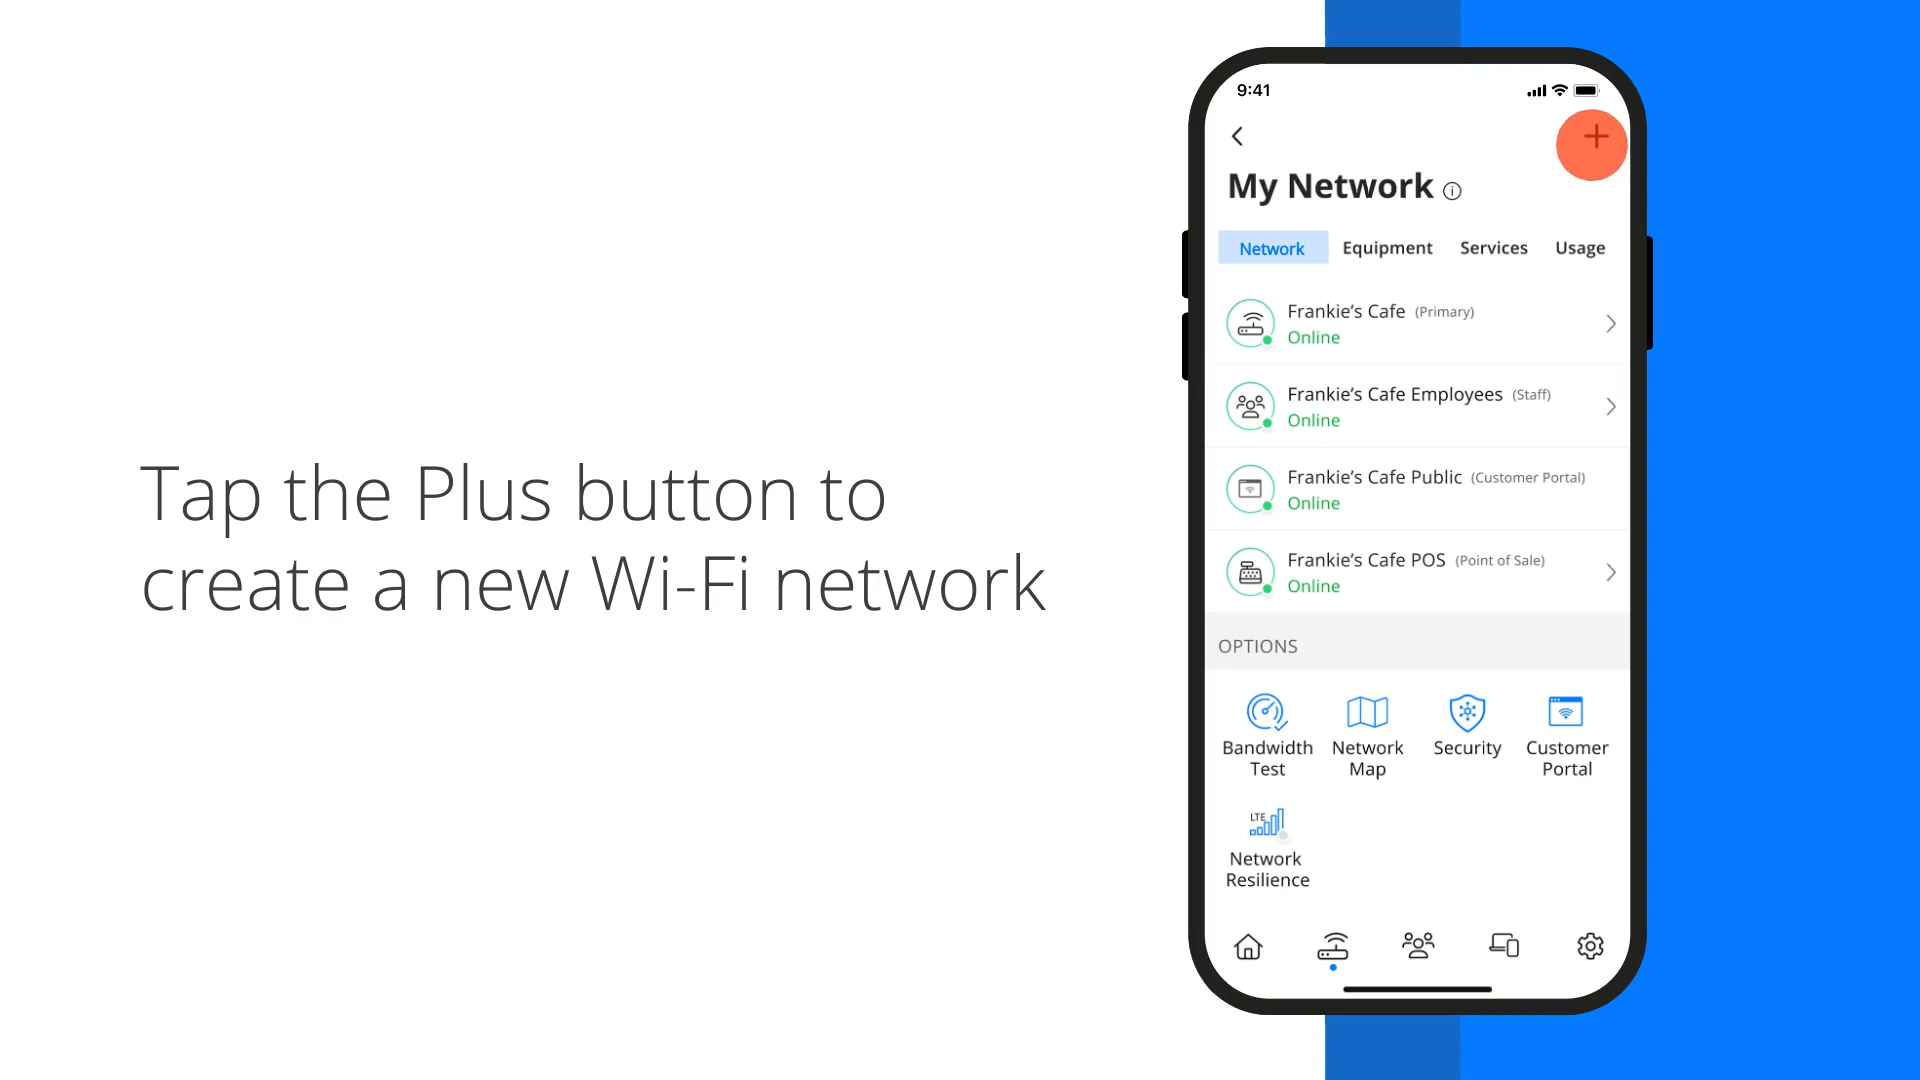 Tap the Plus button to
create a new Wi-Fi network
9:41
My Network
Network Equipment Services Usage
Frankie’s Cafe (Primary)
Online
Frankie’s Cafe Employees (Staff)
Online
Frankie’s Cafe Public (Customer Portal)
Online
Frankie’s Cafe POS (Point of Sale)
Online
OPTIONS
Bandwidth
Test
Network
Map
Security
Customer
Portal
LTE
Network
Resilience